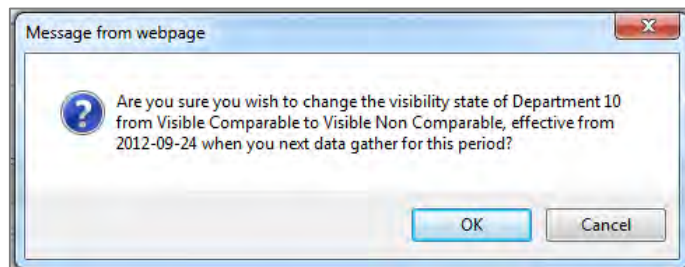 Message from webpage
Are you sure you wish to change the visibility state of Department 10
from Visible Comparable to Visible Non Comparable, effective from
2012-09-24 when you next data gather for this period?
OK
Cancel